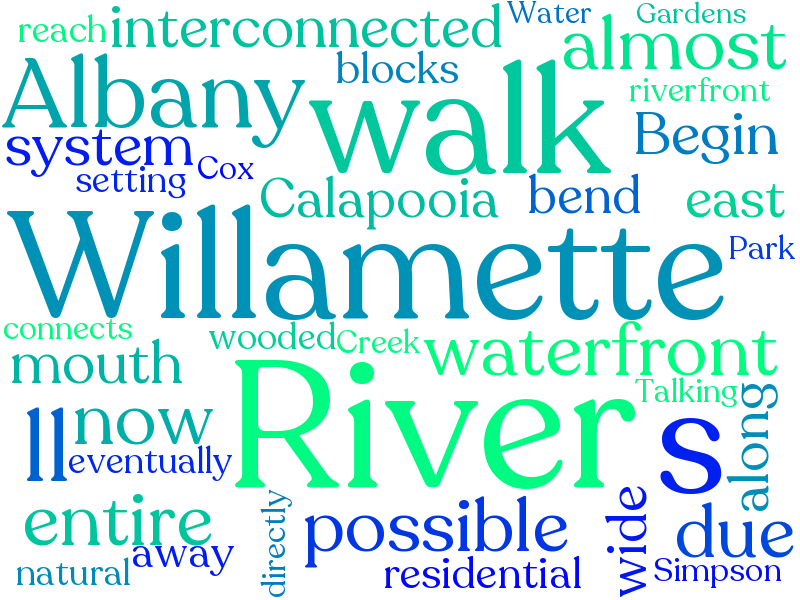 reach
interconnected
Water
Gardens
almost
Albany
blocks
walk
riverfront
Begin
system
setting
Cox
Calapooia
bend
east
Willamette
Park
connects
wooded
Creek
waterfront
mouth
River
Talking
ll
now
eventually
s
along
entire
directly
possible
wide
due
natural
away
residential
Simpson